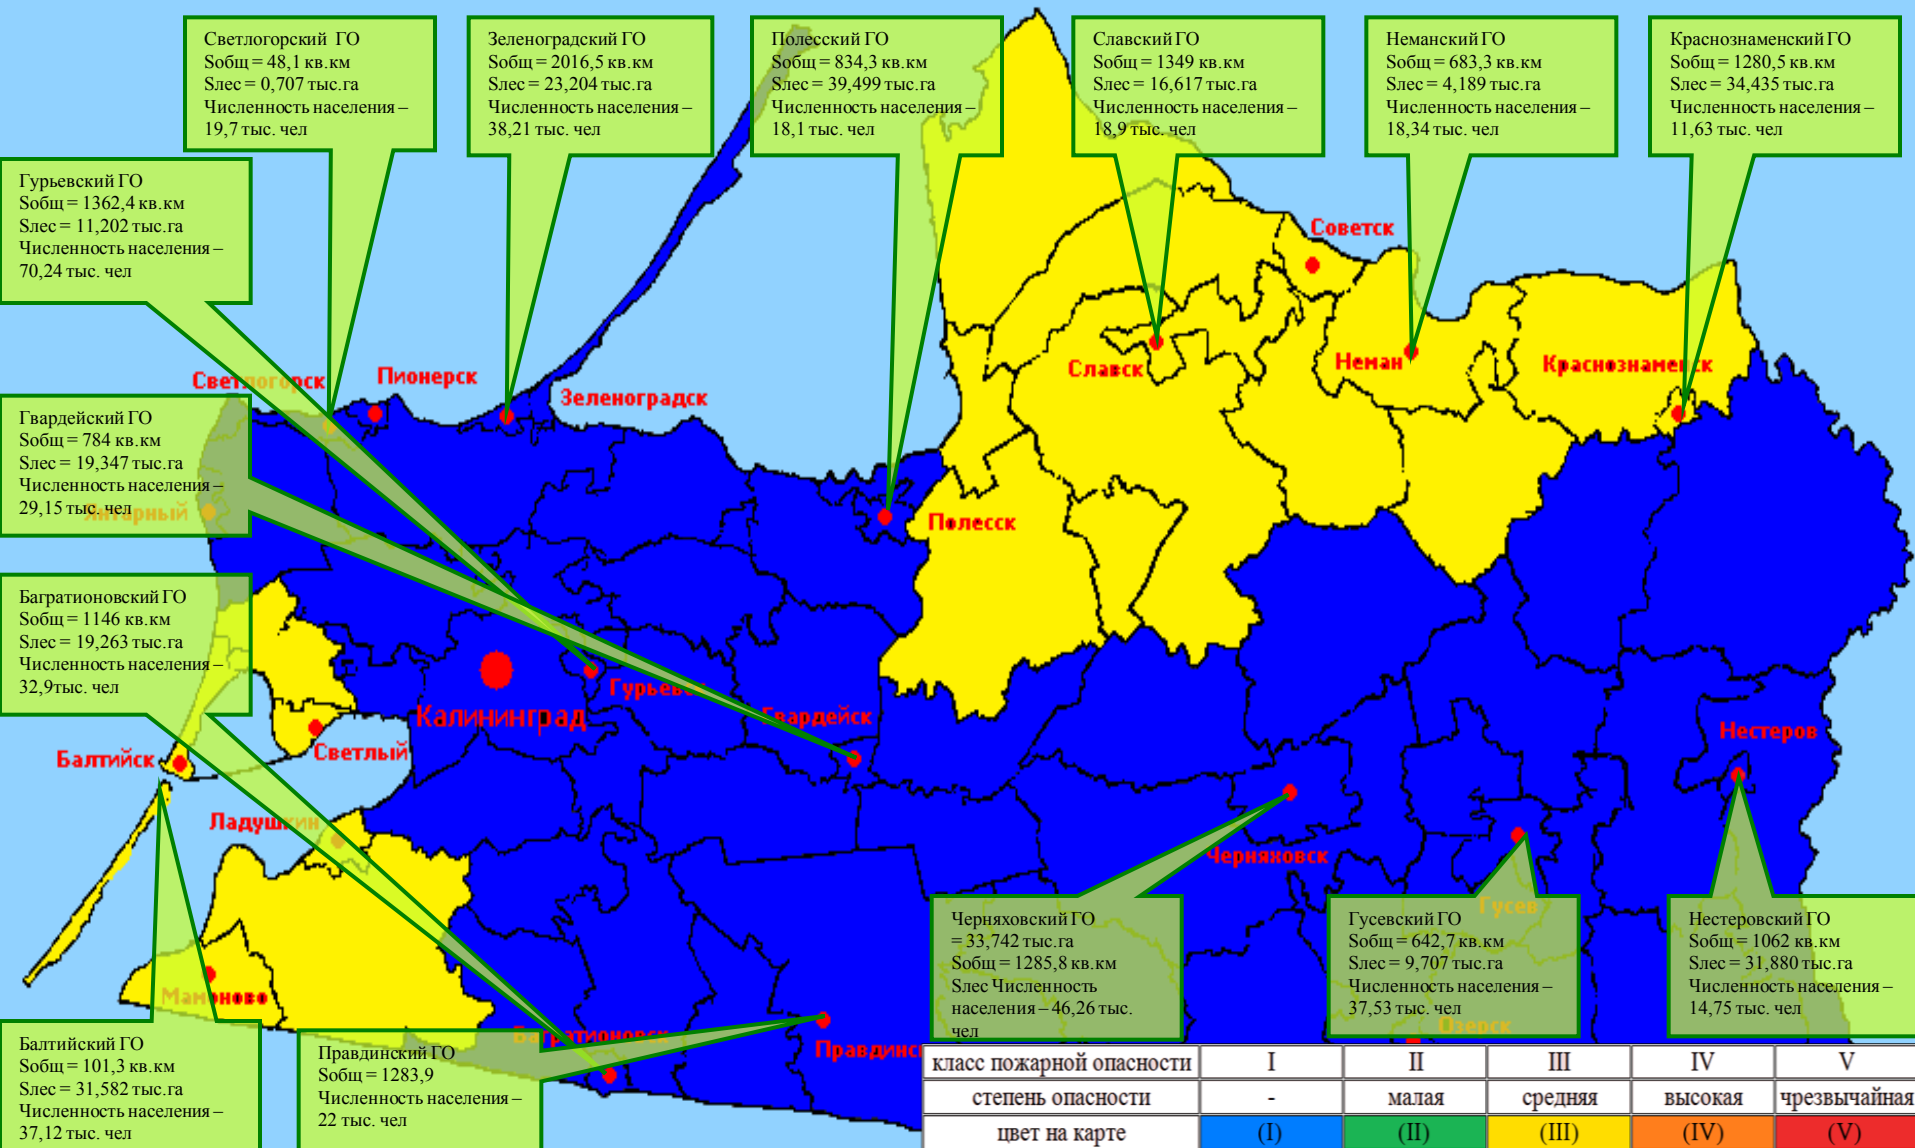 Светлогорский ГО
Sобщ = 48,1 кв.км
Sлес = 0,707 тыс.га
Численность населения –
19,7 тыс. чел
Зеленоградский ГО
Sобщ = 2016,5 кв.км
Sлес = 23,204 тыс.га
Численность населения –
38,21 тыс. чел
Полесский ГО
Sобщ = 834,3 кв.км
Sлес = 39,499 тыс.га
Численность населения –
18,1 тыс. чел
Славский ГО
Sобщ = 1349 кв.км
Sлес = 16,617 тыс.га
Численность населения –
18,9 тыс. чел
Неманский ГО
Sобщ = 683,3 кв.км
Sлес = 4,189 тыс.га
Численность населения –
18,34 тыс. чел
Краснознаменский ГО
Sобщ = 1280,5 кв.км
Sлес = 34,435 тыс.га
Численность населения –
11,63 тыс. чел
Гурьевский ГО
Sобщ = 1362,4 кв.км
Sлес = 11,202 тыс.га
Численность населения –
70,24 тыс. чел
Советск
Славск
Неман
Краснознаменск
Светлогорск
Пионерск
Зеленоградск
Гвардейский ГО
Sобщ = 784 кв.км
Sлес = 19,347 тыс.га
Численность населения –
29,15 тыс. чел
Янтарный
Полесск
Багратионовский ГО
Sобщ = 1146 кв.км
Sлес = 19,263 тыс.га
Численность населения –
32,9тыс. чел
Гурьевск
Калининград
Гвардейск
Нестеров
Балтийск
Светлый
Ладушкин
Черняховск
Гусев
Мамоново
Багратионовск
Правдинск
Озерск
Черняховский ГО
= 33,742 тыс.га
Sобщ = 1285,8 кв.км
Sлес Численность
населения – 46,26 тыс.
чел
Гусевский ГО
Sобщ = 642,7 кв.км
Sлес = 9,707 тыс.га
Численность населения –
37,53 тыс. чел
Нестеровский ГО
Sобщ = 1062 кв.км
Sлес = 31,880 тыс.га
Численность населения –
14,75 тыс. чел
Балтийский ГО
Sобщ = 101,3 кв.км
Sлес = 31,582 тыс.га
Численность населения –
37,12 тыс. чел
Правдинский ГО
Sобщ = 1283,9
Численность населения –
22 тыс. чел
класс пожарной опасности I II III IV V
степень опасности - малая средняя высокая чрезвычайная
цвет на карте (I) (II) (III) (IV) (V)